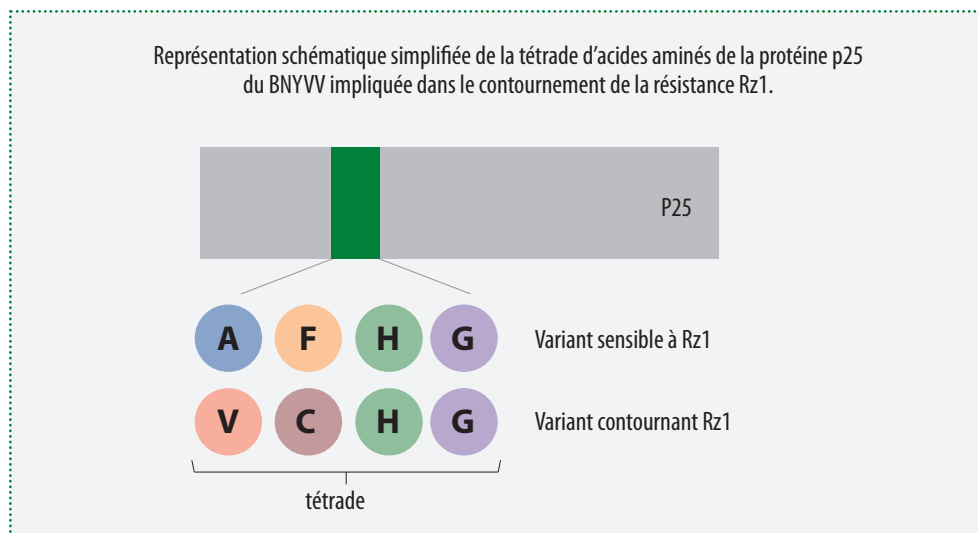 Représentation schématique simplifiée de la tétrade d'acides aminés de la protéine p25
du BNYVV impliquée dans le contournement de la résistance Rz1.
P25
A F H G Variant sensible à Rz1
V C H G Variant contournant Rz1
tétrade